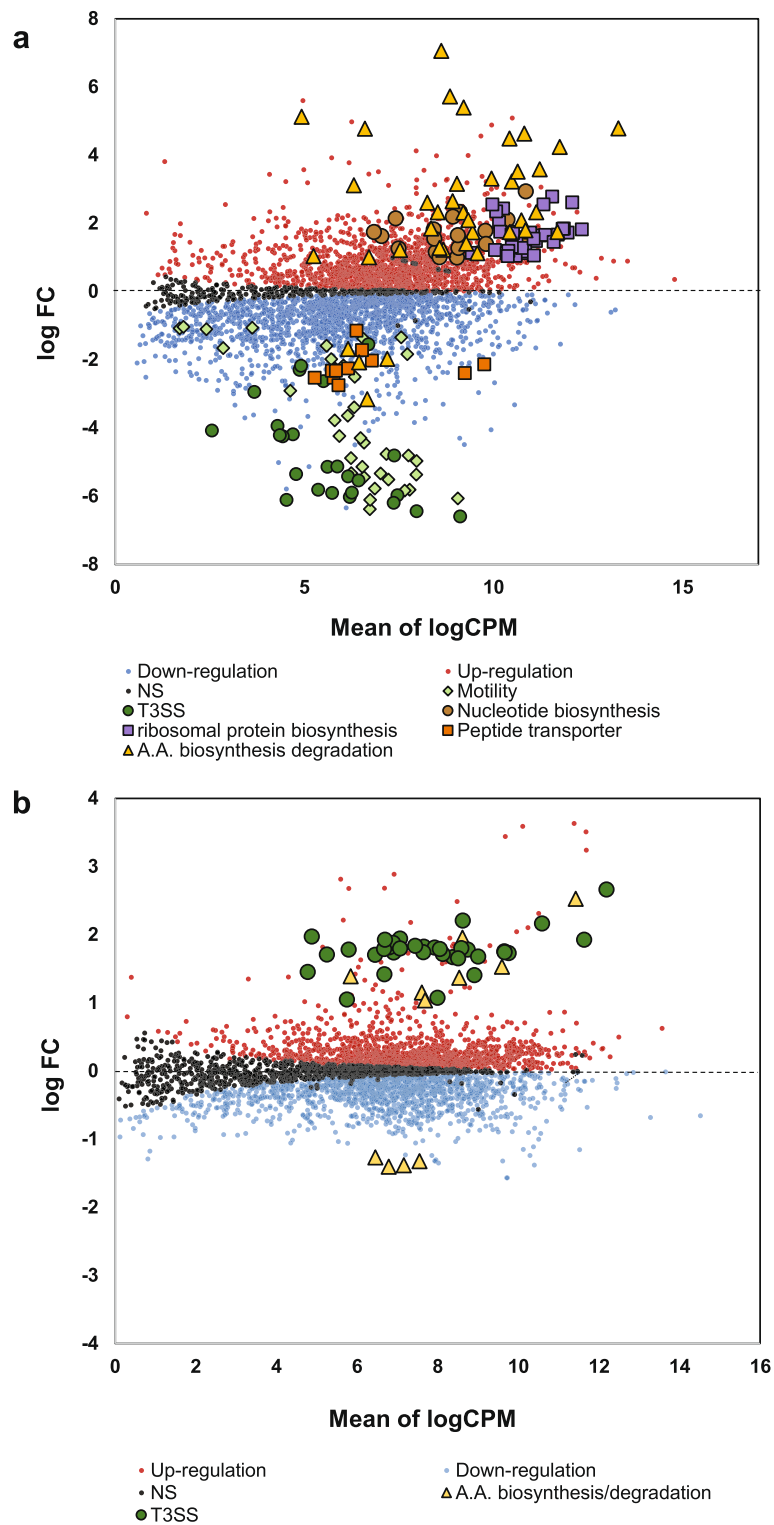 a
8
6
4
2
0
-2
-4
-6
-8
log FC
0 5 10 15
Mean of logCPM
Down-regulation
Up-regulation
NS
Motility
T3SS
Nucleotide biosynthesis
ribosomal protein biosynthesis
Peptide transporter
A.A. biosynthesis degradation
b
4
3
2
1
0
-1
-2
-3
-4
log FC
0 2 4 6 8 10 12 14 16
Mean of logCPM
Up-regulation
Down-regulation
NS
A.A. biosynthesis/degradation
T3SS